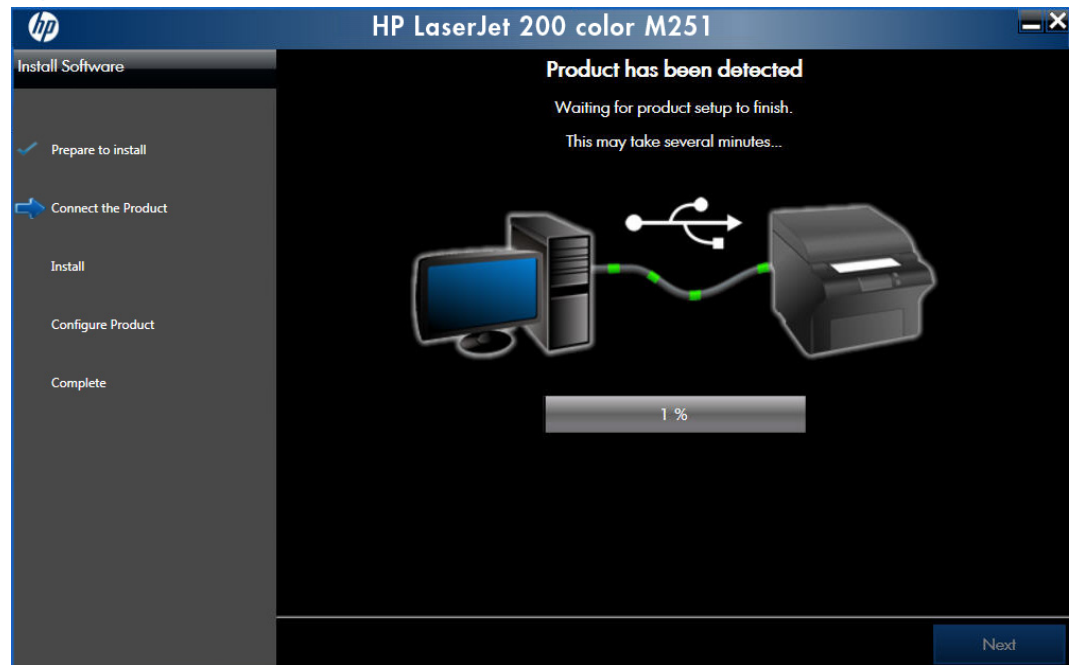 hp
HP LaserJet 200 color M251
Install Software
Prepare to install
Connect the Product
Install
Configure Product
Complete
Product has been detected
Waiting for product setup to finish.
This may take several minutes...
1 %
Next